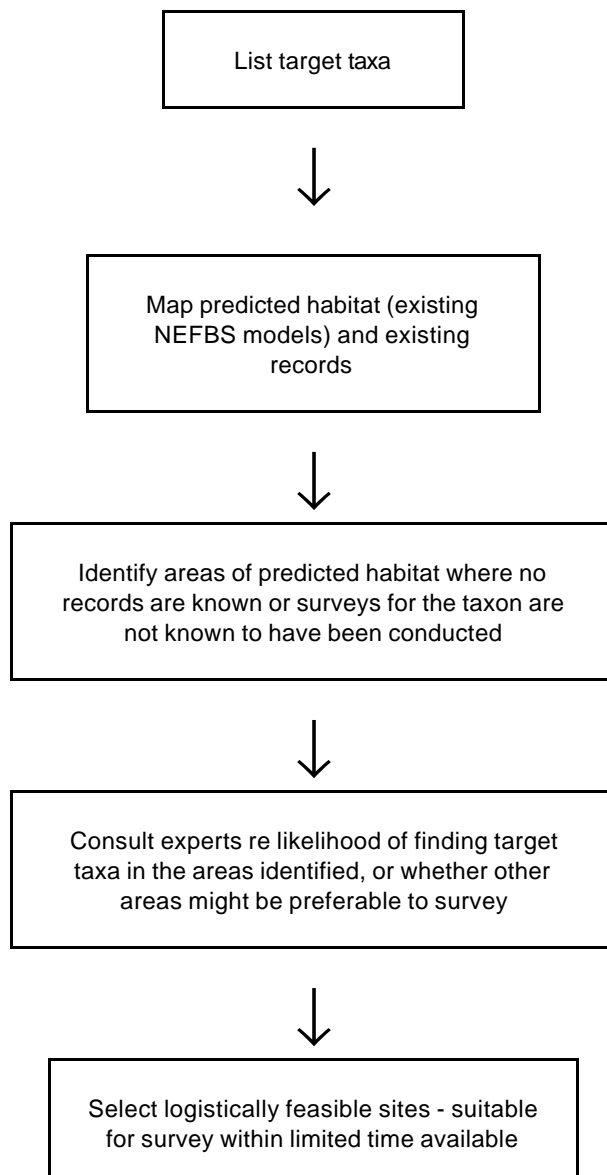 List target taxa
Map predicted habitat (existing
NEFBS models) and existing
records
Identify areas of predicted habitat where no
records are known or surveys for the taxon are
not known to have been conducted
Consult experts re likelihood of finding target
taxa in the areas identified, or whether other
areas might be preferable to survey
Select logistically feasible sites - suitable
for survey within limited time available